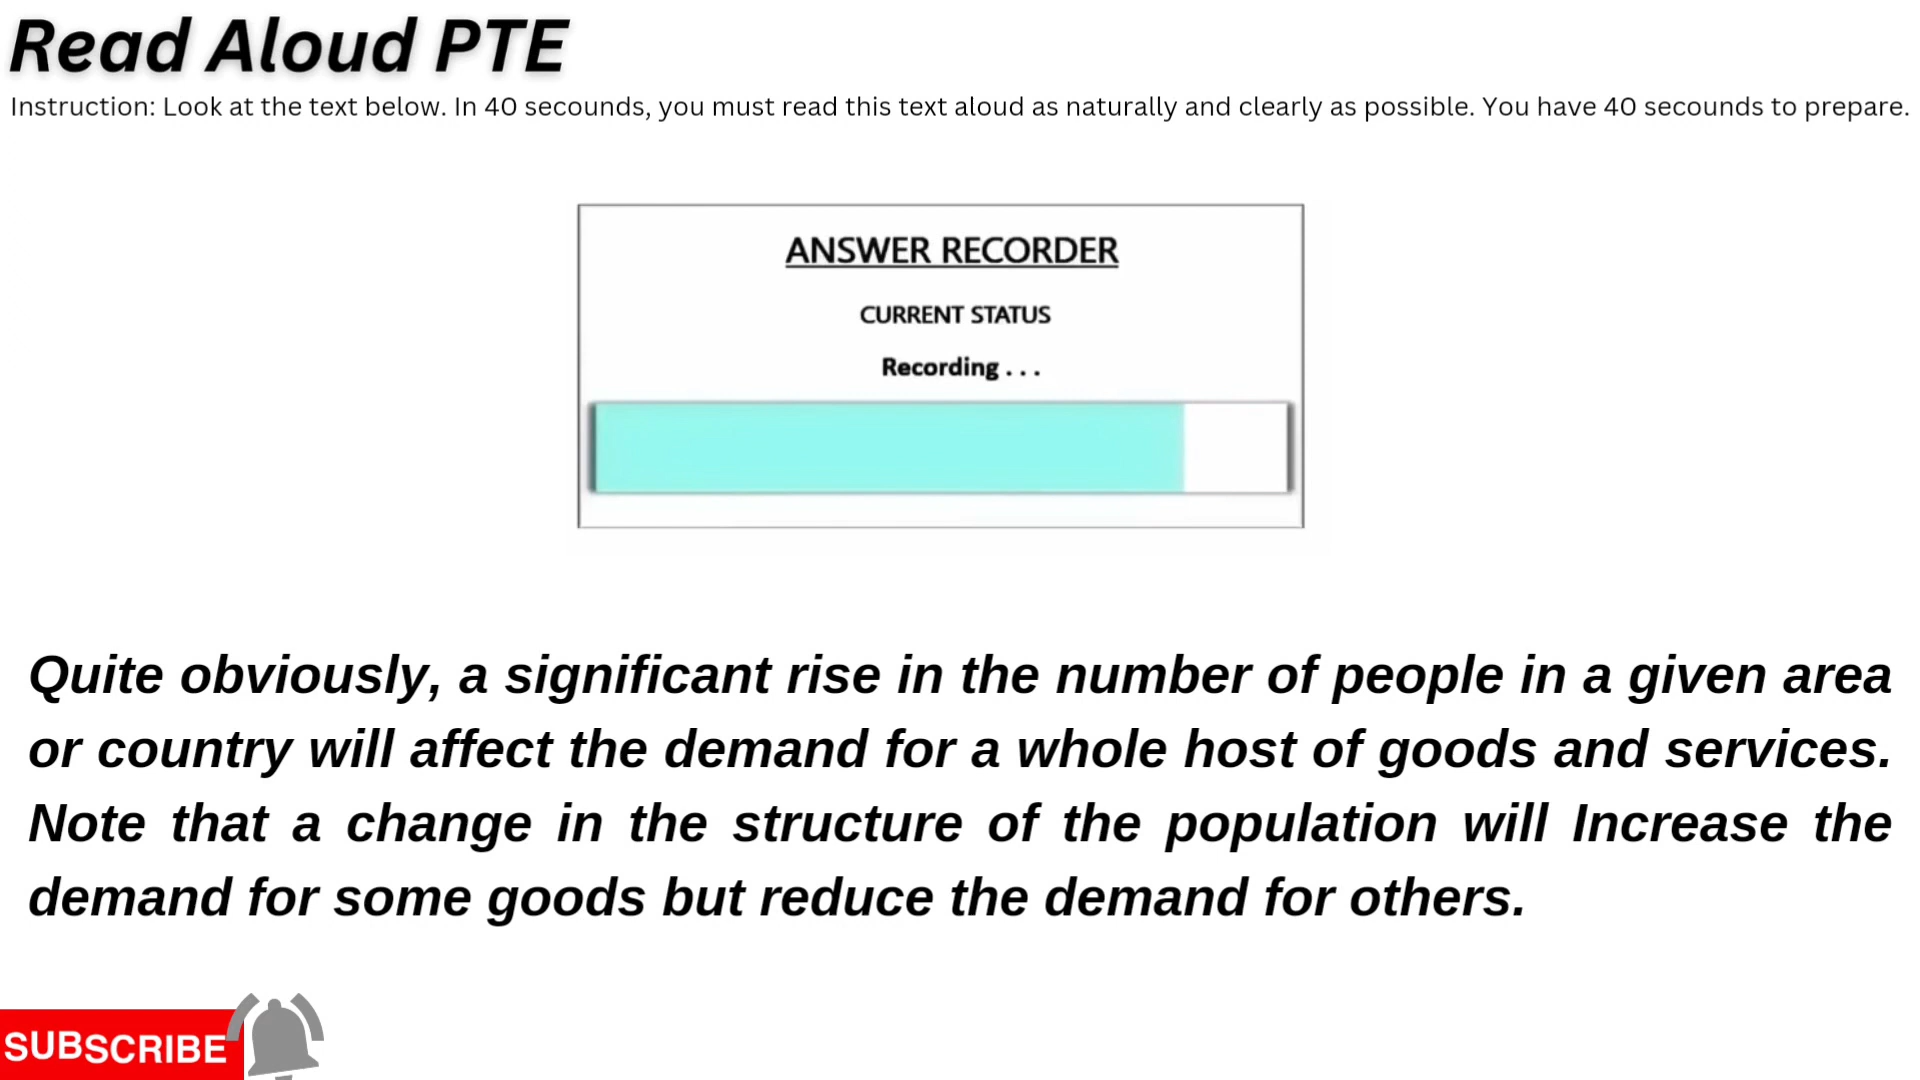 Read Aloud PTE
Instruction: Look at the text below. In 40 secounds, you must read this text aloud as naturally and clearly as possible. You have 40 secounds to prepare.
ANSWER RECORDER
CURRENT STATUS
Recording . . .
Quite obviously, a significant rise in the number of people in a given area
or country will affect the demand for a whole host of goods and services.
Note that a change in the structure of the population will Increase the
demand for some goods but reduce the demand for others.
SUBSCRIBE